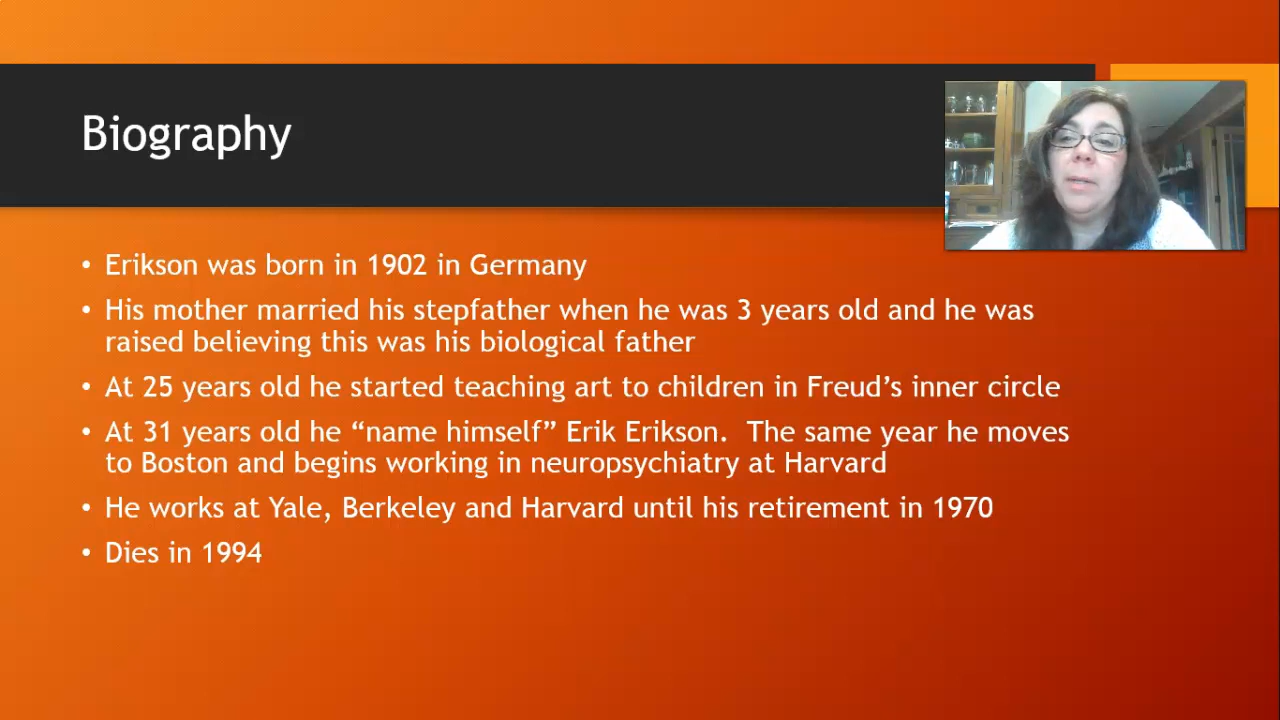 Biography
• Erikson was born in 1902 in Germany
• His mother married his stepfather when he was 3 years old and he was
raised believing this was his biological father
• At 25 years old he started teaching art to children in Freud’s inner circle
• At 31 years old he “name himself” Erik Erikson.  The same year he moves
to Boston and begins working in neuropsychiatry at Harvard
• He works at Yale, Berkeley and Harvard until his retirement in 1970
• Dies in 1994